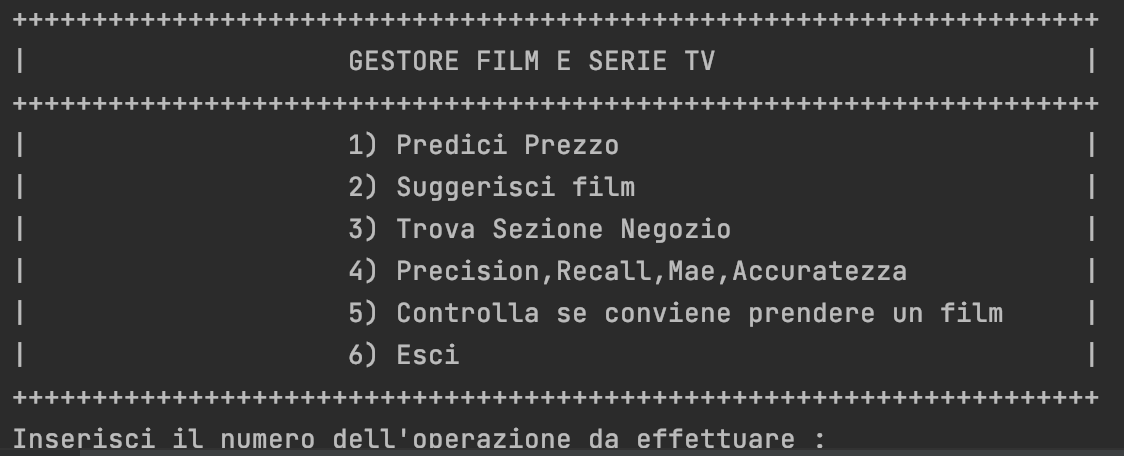 ++++++++++++++++++++++++++++++++++++++++++++++++++++++++++++++++++++
| GESTORE FILM E SERIE TV |
++++++++++++++++++++++++++++++++++++++++++++++++++++++++++++++++++++
| 1) Predici Prezzo |
| 2) Suggerisci film |
| 3) Trova Sezione Negozio |
| 4) Precision,Recall,Mae,Accuratezza |
| 5) Controlla se conviene prendere un film |
| 6) Esci |
++++++++++++++++++++++++++++++++++++++++++++++++++++++++++++++++++++
Inserisci il numero dell'operazione da effettuare :